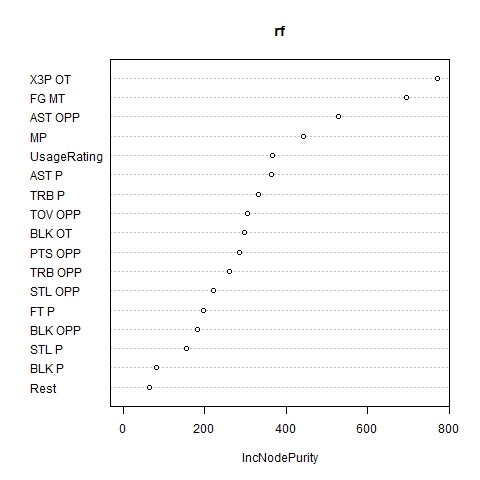 rf
X3P OT
FG MT
AST OPP
MP
UsageRating
AST P
TRB P
TOV OPP
BLK OT
PTS OPP
TRB OPP
STL OPP
FT P
BLK OPP
STL P
BLK P
Rest
0 200 400 600 800
IncNodePurity